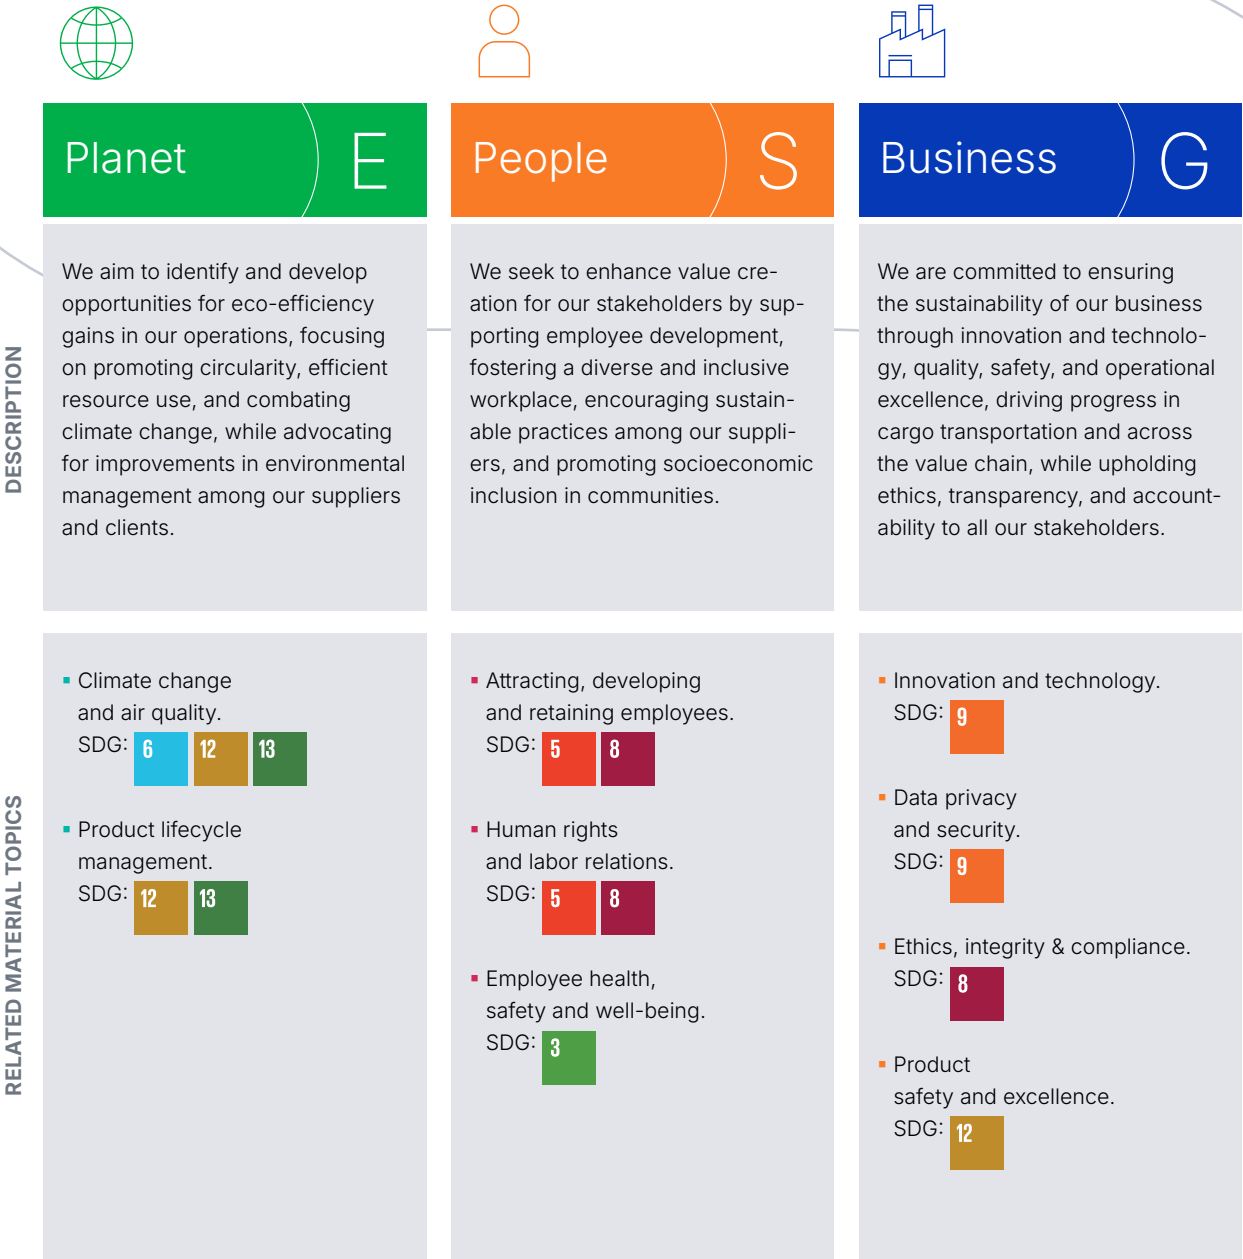 Planet E
People S
Business G
DESCRIPTION
We aim to identify and develop
opportunities for eco-efficiency
gains in our operations, focusing
on promoting circularity, efficient
resource use, and combating
climate change, while advocating
for improvements in environmental
management among our suppliers
and clients.
We seek to enhance value cre-
ation for our stakeholders by sup-
porting employee development,
fostering a diverse and inclusive
workplace, encouraging sustain-
able practices among our suppli-
ers, and promoting socioeconomic
inclusion in communities.
We are committed to ensuring
the sustainability of our business
through innovation and technolo-
gy, quality, safety, and operational
excellence, driving progress in
cargo transportation and across
the value chain, while upholding
ethics, transparency, and account-
ability to all our stakeholders.
RELATED MATERIAL TOPICS
▪ Climate change
and air quality.
SDG: 6 12 13
▪ Product lifecycle
management.
SDG: 12 13
▪ Attracting, developing
and retaining employees.
SDG: 5 8
▪ Human rights
and labor relations.
SDG: 5 8
▪ Employee health,
safety and well-being.
SDG: 3
▪ Innovation and technology.
SDG: 9
▪ Data privacy
and security.
SDG: 9
▪ Ethics, integrity & compliance.
SDG: 8
▪ Product
safety and excellence.
SDG: 12